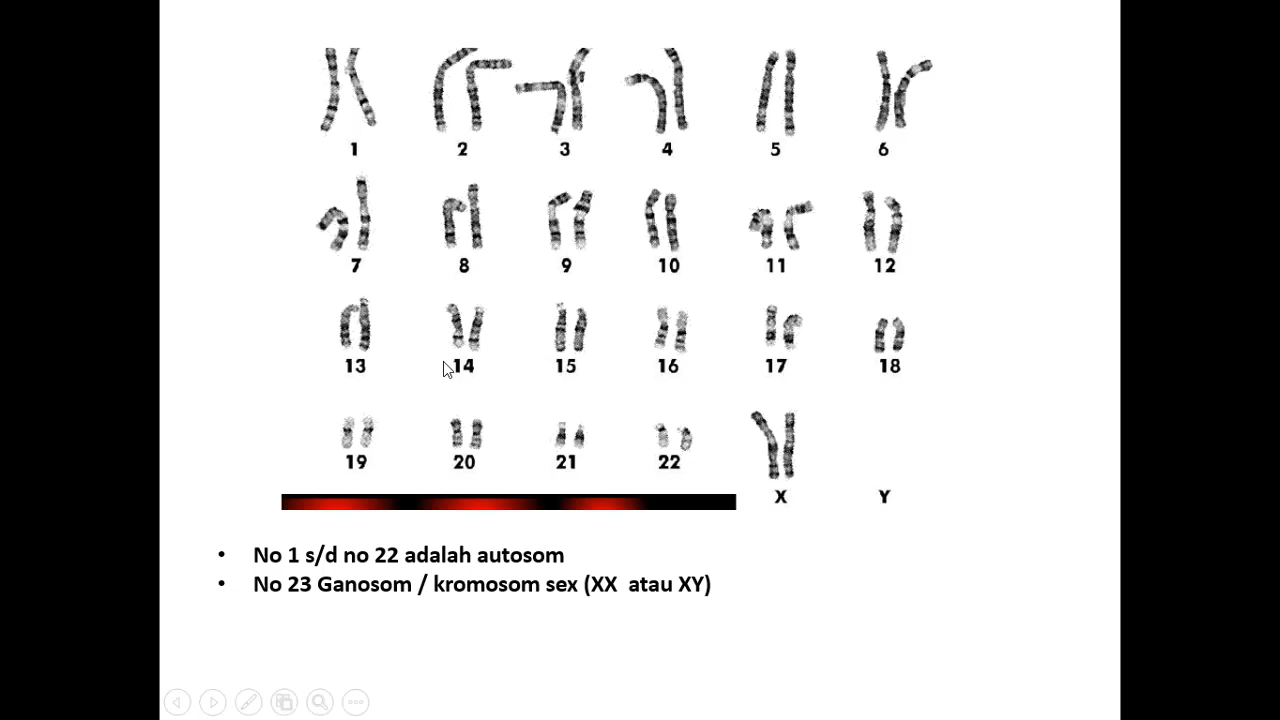 1 2 3 4 5 6
7 8 9 10 11 12
13 14 15 16 17 18
19 20 21 22
X Y
• No 1 s/d no 22 adalah autosom
• No 23 Ganosom / kromosom sex (XX atau XY)